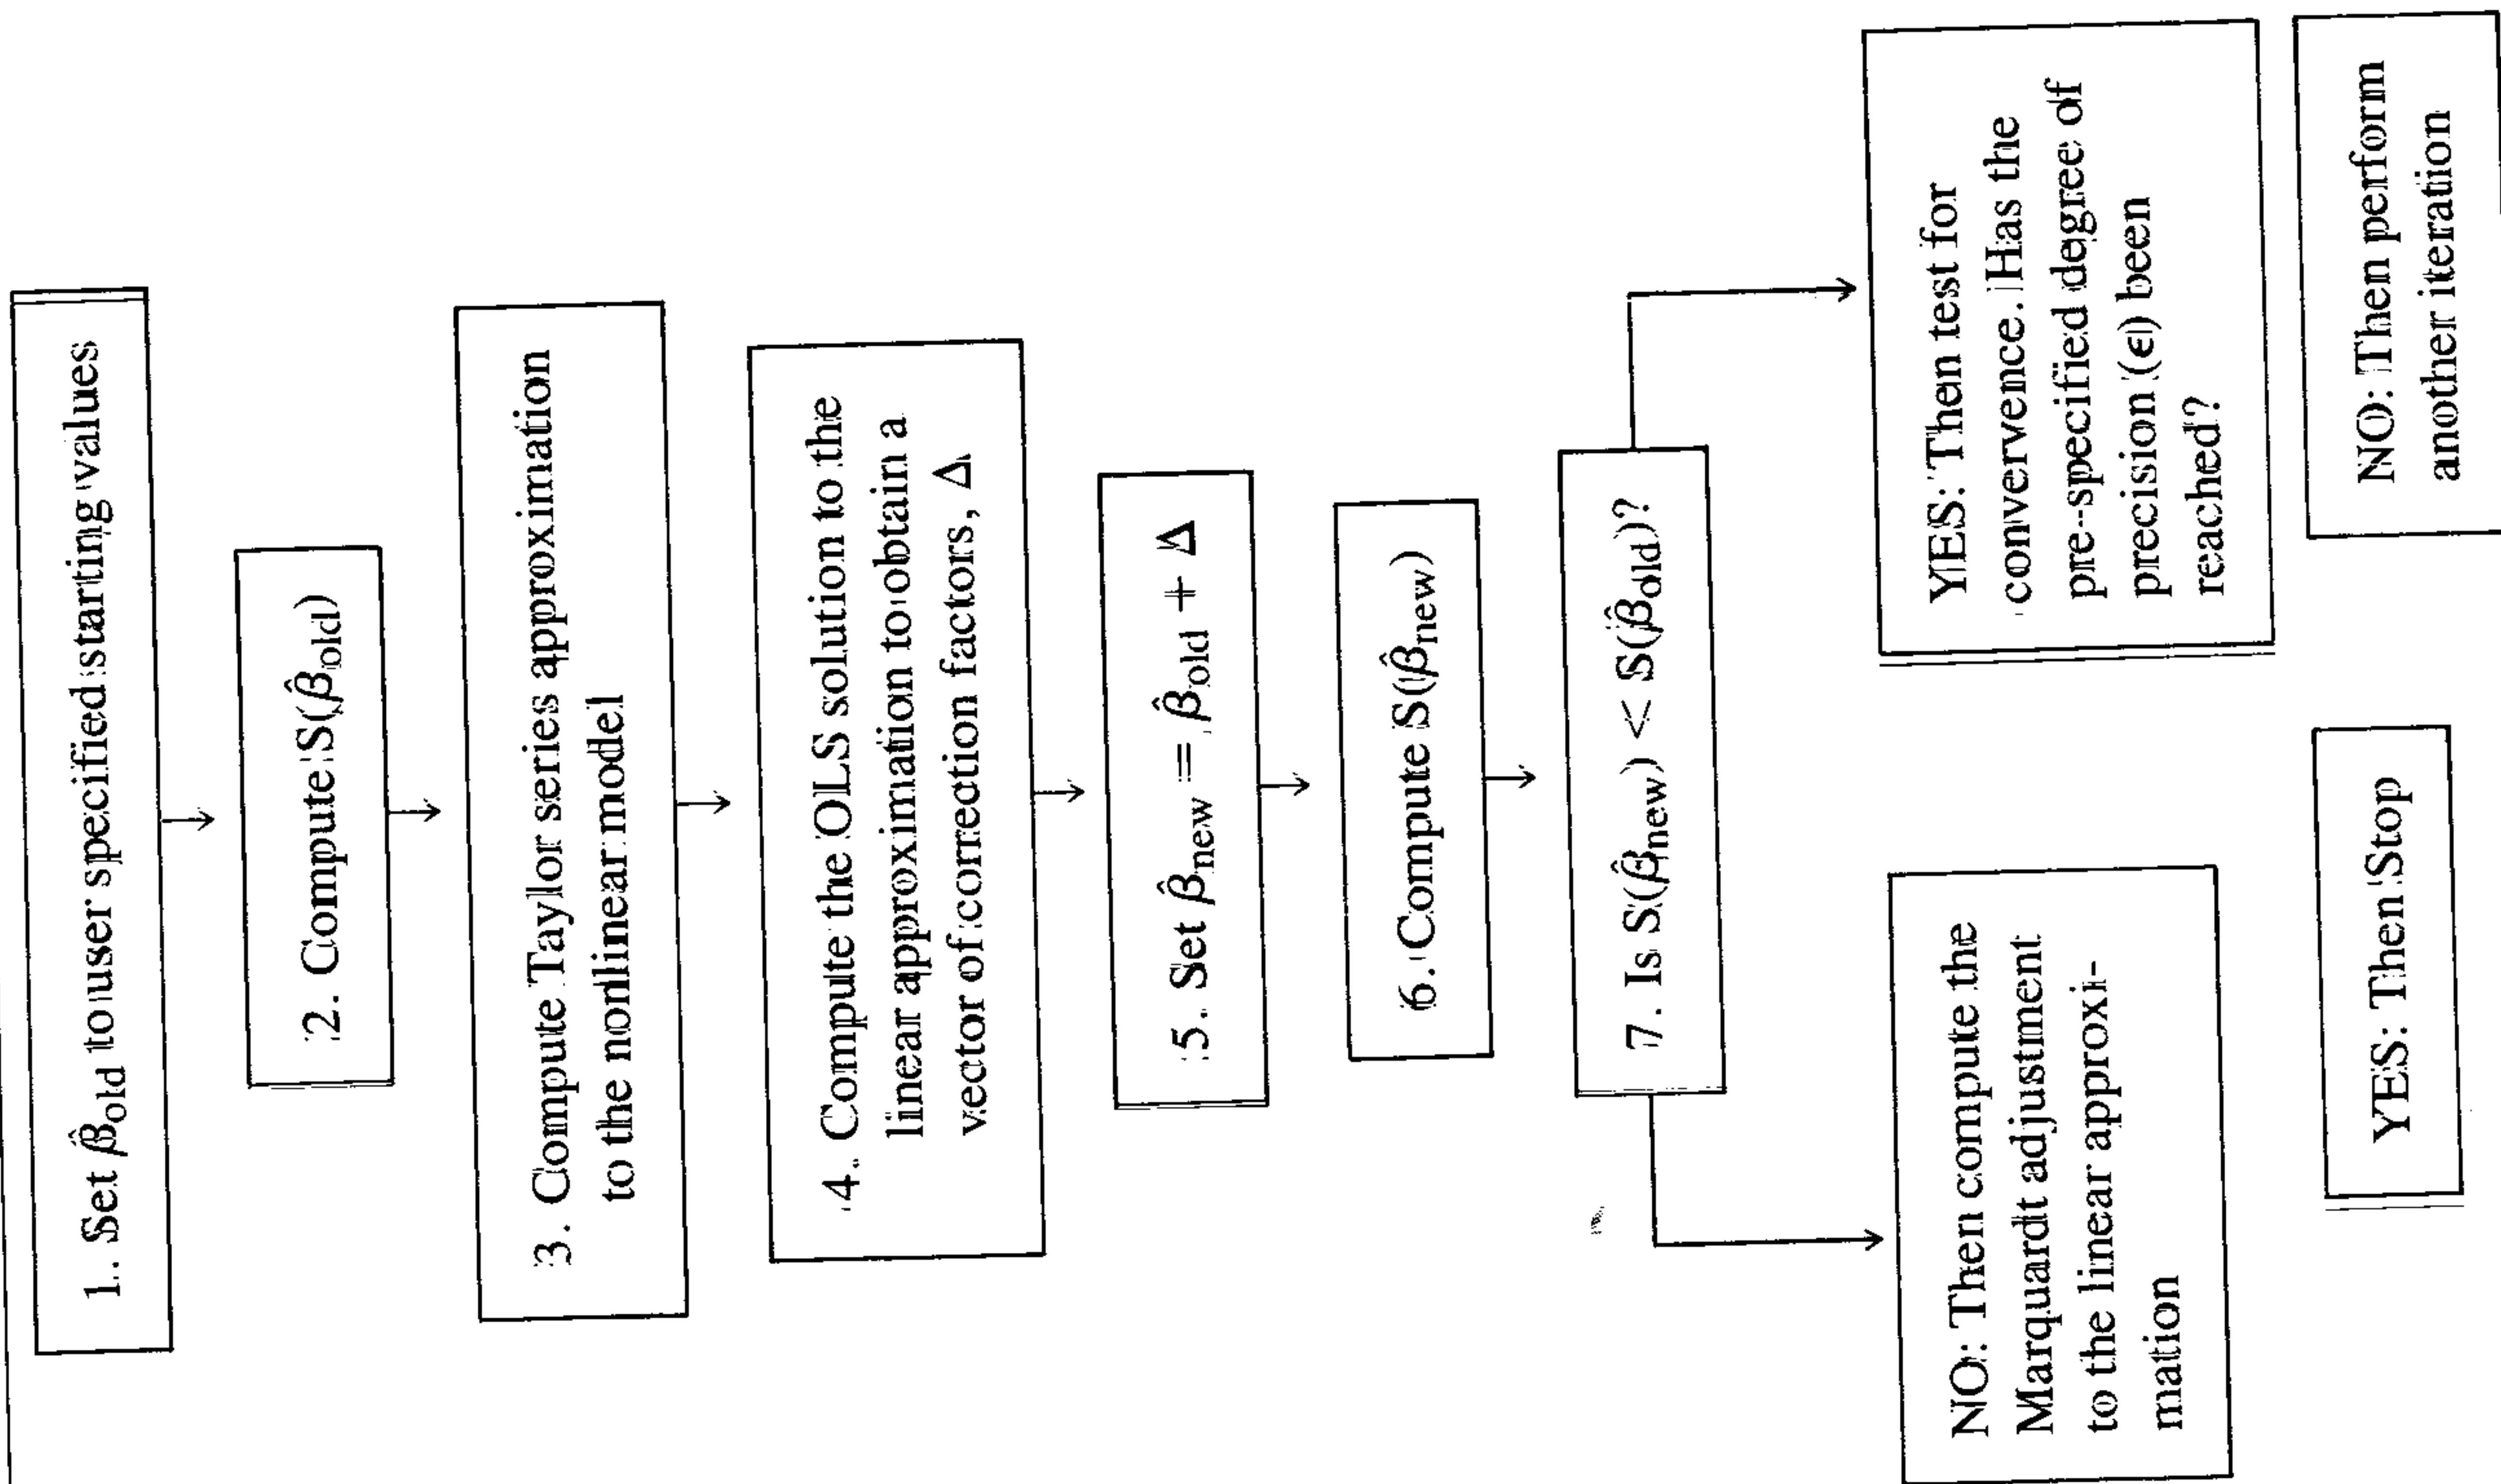 1. Set β̂old to user specified starting values
2. Compute S(β̂old)
3. Compute Taylor series approximation
to the nonlinear model
4. Compute the OLS solution to the
linear approximation to obtain a
vector of correction factors, Δ
5. Set β̂new = β̂old + Δ
6. Compute S(β̂new)
7. Is S(β̂new) < S(β̂old)?
NO: Then compute the
Marquardt adjustment
to the linear approxi-
mation
YES: Then test for
convervence. Has the
pre-specified degree of
precision (ϵ) been
reached?
YES: Then Stop
NO: Then perform
another iteration